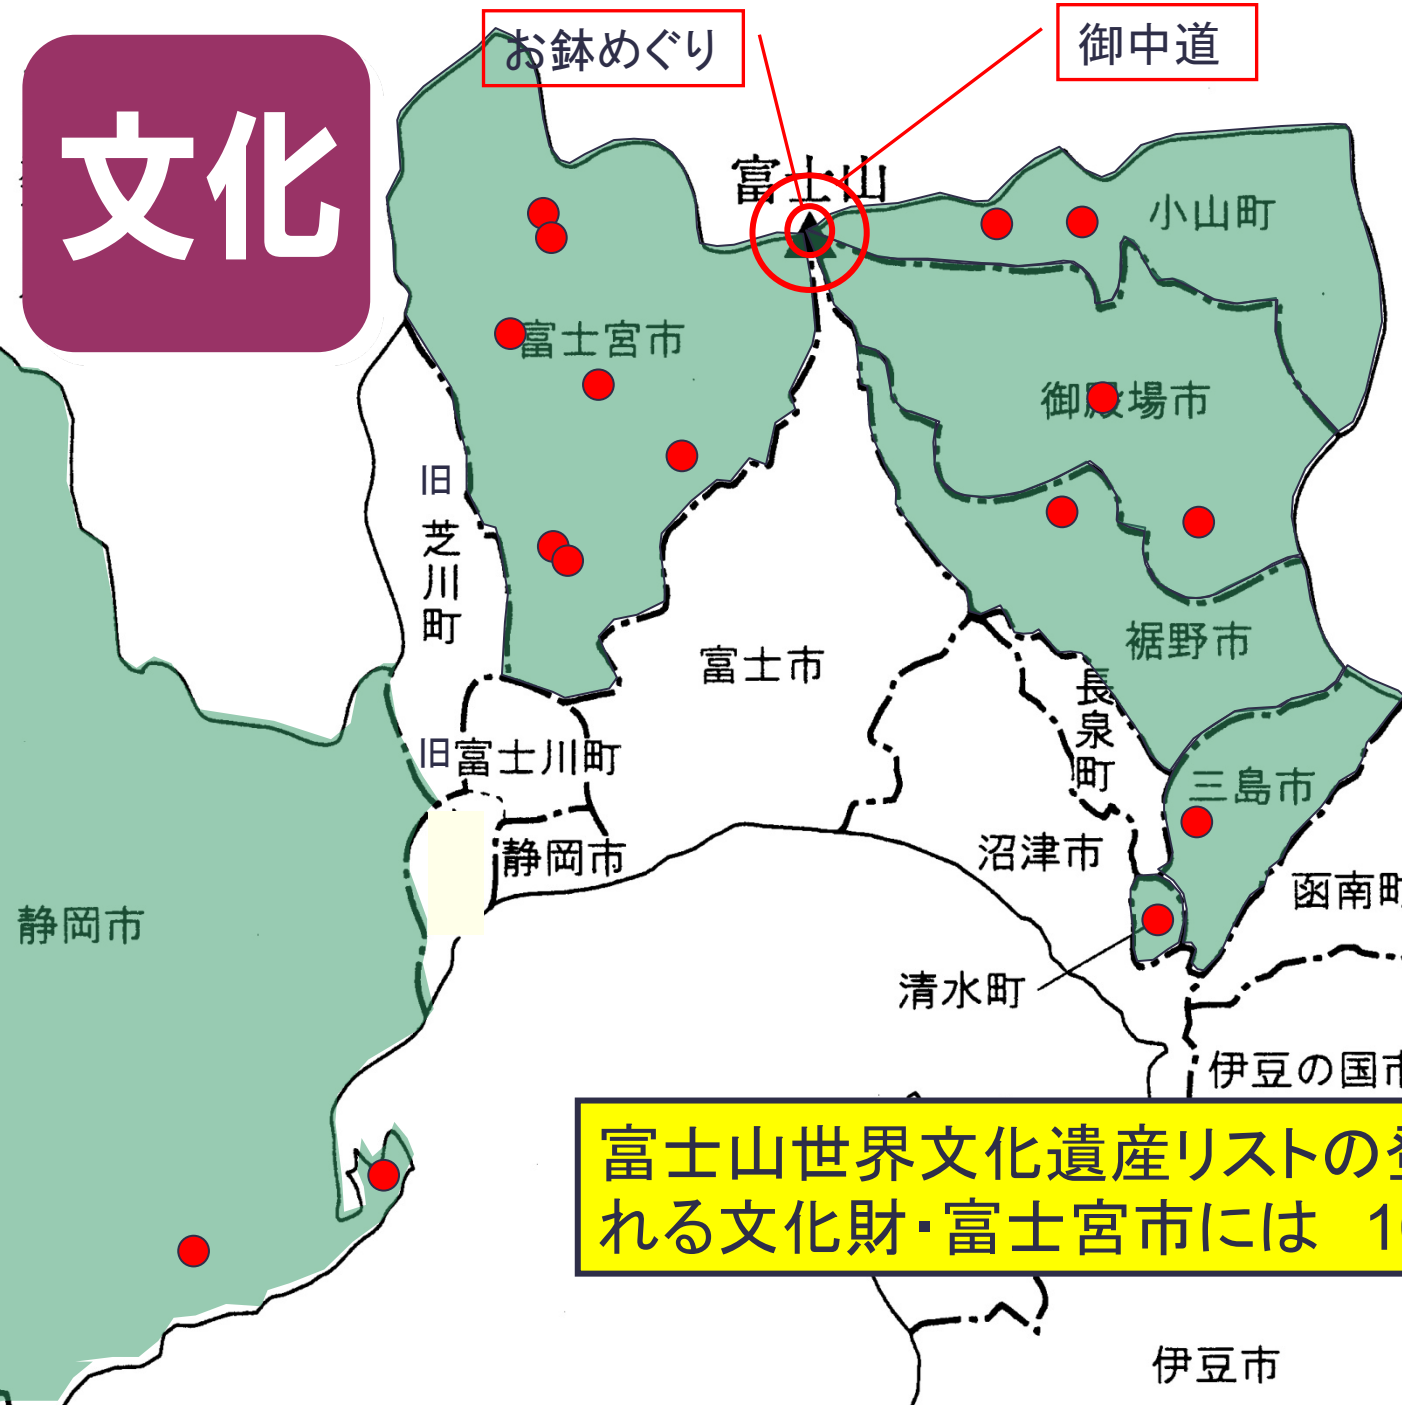 文化
お鉢めぐり
御中道
富士山
小山町
富士宮市
御殿場市
旧
芝川町
富士市
裾野市
長泉町
旧富士川町
三島市
静岡市
沼津市
函南町
静岡市
清水町
伊豆の国市
富士山世界文化遺産リストの
れる文化財・富士宮市には 1
伊豆市